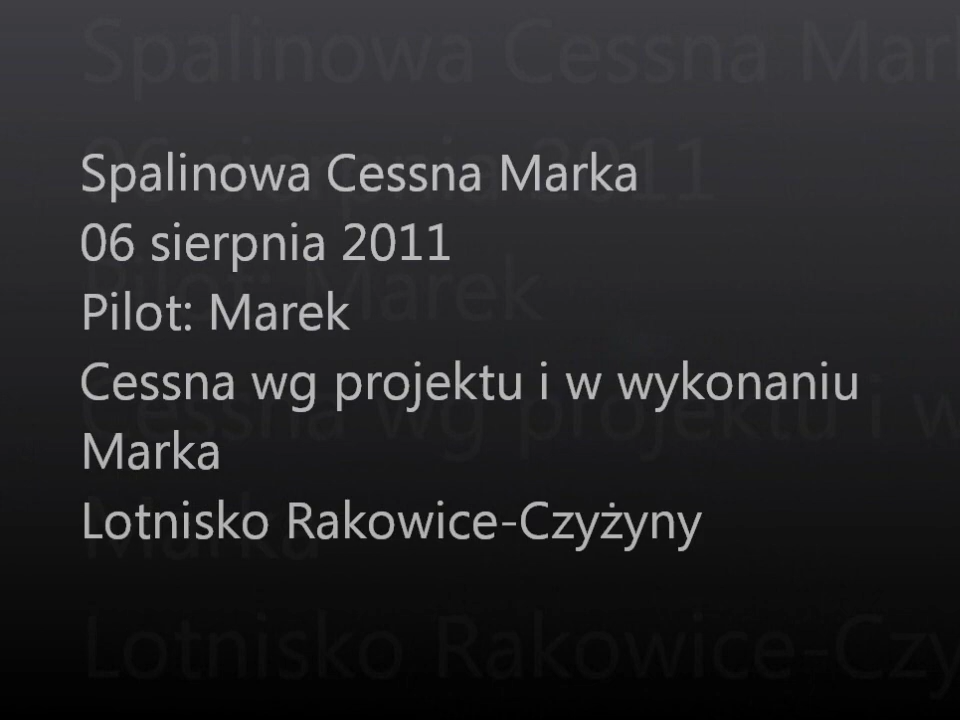 Spalinowa Cessna Marka
06 sierpnia 2011
Pilot: Marek
Cessna wg projektu i w wykonaniu
Marka
Lotnisko Rakowice-Czyżyny